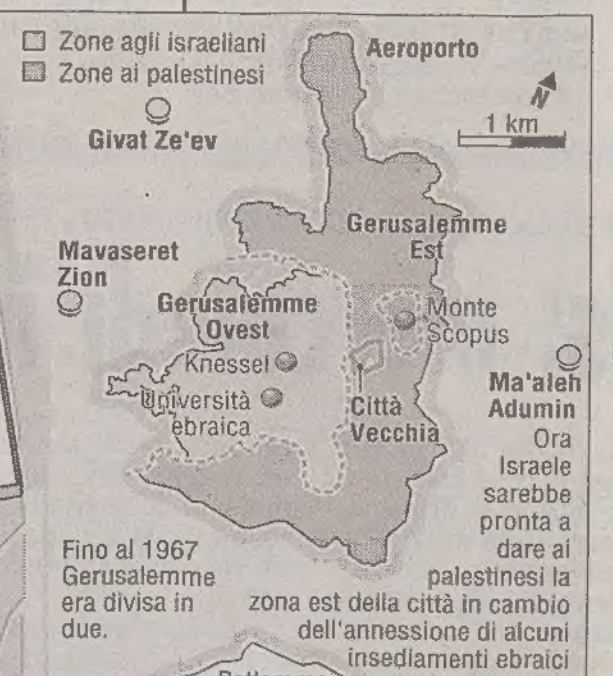 Zone agli israeliani
Zone ai palestinesi
Aeroporto
N
1 km
Givat Ze'ev
Gerusalemme
Est
Mavaseret
Zion
Gerusalemme
Ovest
Monte
Scopus
Knessel
Università
ebraica
Città
Vecchia
Ma'aleh
Adumin
Ora
Israele
sarebbe
pronta a
dare ai
palestinesi la
zona est della città in cambio
dell'annessione di alcuni
insediamenti ebraici
Fino al 1967
Gerusalemme
era divisa in
due.